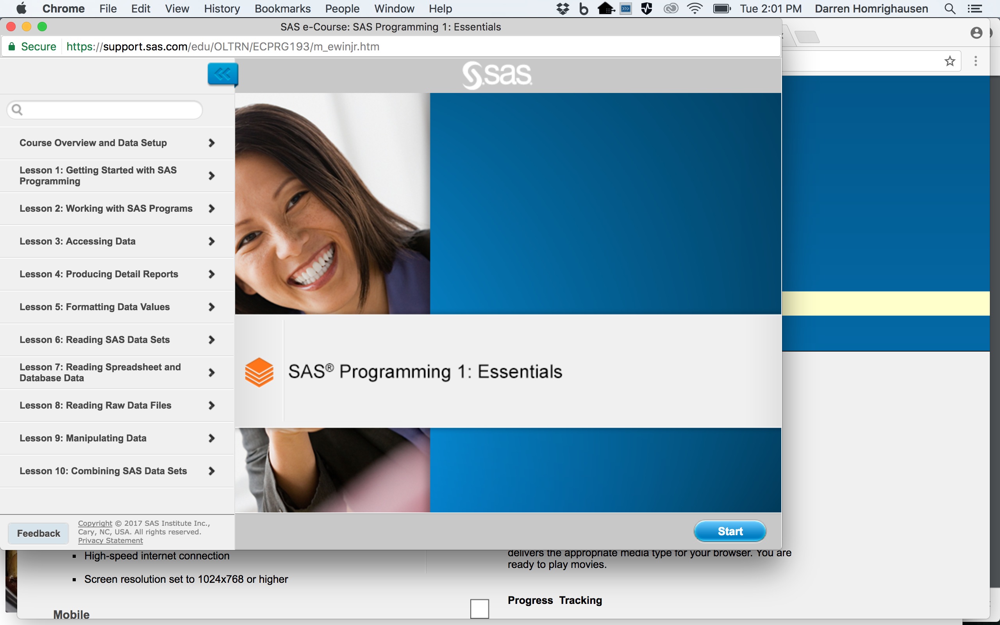 Chrome File Edit View History Bookmarks People Window Help Tue 2:01 PM Darren Homrighausen
SAS e-Course: SAS Programming 1: Essentials
Secure https://support.sas.com/edu/OLTRN/ECPRG193/m_ewinjr.htm
sas
Course Overview and Data Setup
Lesson 1: Getting Started with SAS
Programming
Lesson 2: Working with SAS Programs
Lesson 3: Accessing Data
Lesson 4: Producing Detail Reports
Lesson 5: Formatting Data Values
Lesson 6: Reading SAS Data Sets
Lesson 7: Reading Spreadsheet and
Database Data
Lesson 8: Reading Raw Data Files
Lesson 9: Manipulating Data
Lesson 10: Combining SAS Data Sets
SAS® Programming 1: Essentials
Feedback
Copyright © 2017 SAS Institute Inc.,
Cary, NC, USA. All rights reserved.
Privacy Statement
Start
High-speed internet connection
Screen resolution set to 1024x768 or higher
Mobile
delivers the appropriate media type for your browser. You are
ready to play movies.
Progress Tracking